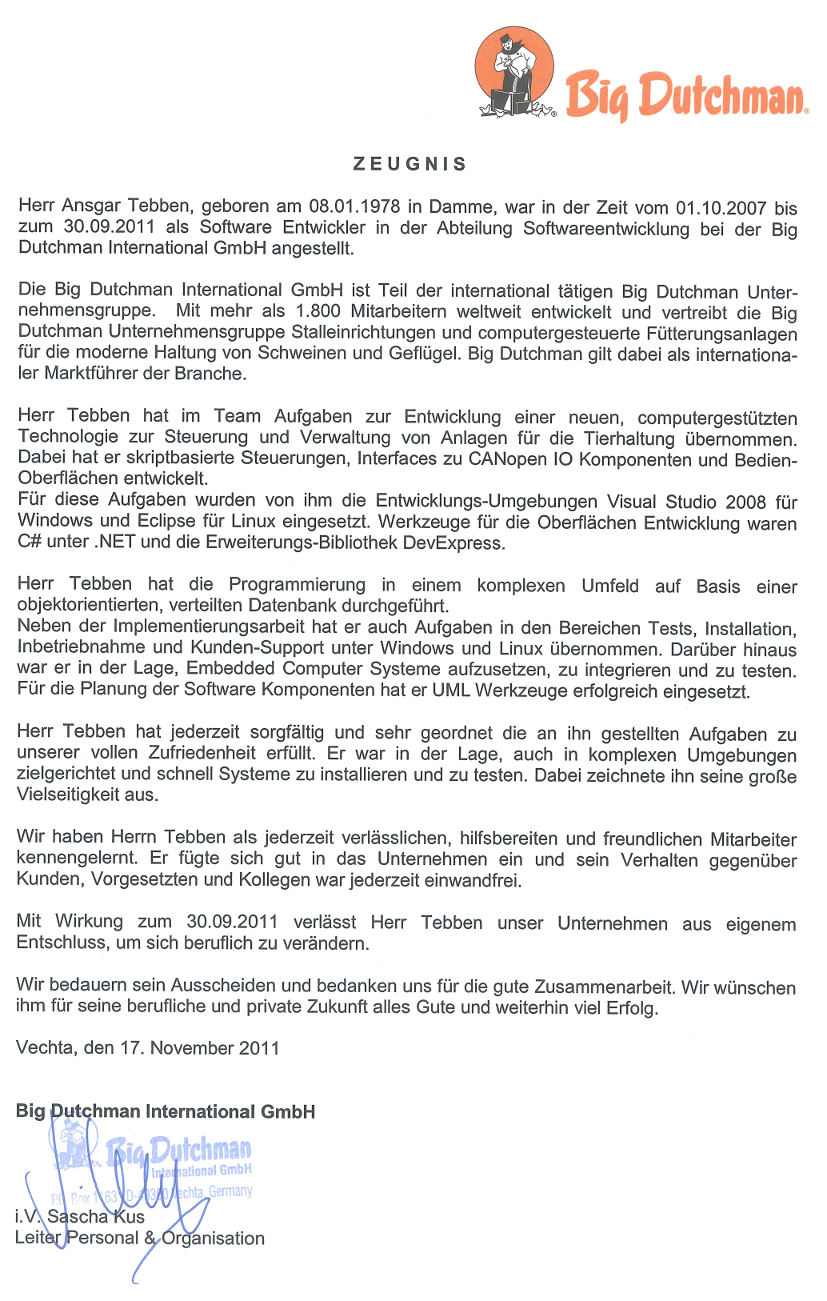 Big Dutchman®
ZEUGNIS
Herr Ansgar Tebben, geboren am 08.01.1978 in Damme, war in der Zeit vom 01.10.2007 bis
zum 30.09.2011 als Software Entwickler in der Abteilung Softwareentwicklung bei der Big
Dutchman International GmbH angestellt.
Die Big Dutchman International GmbH ist Teil der international tätigen Big Dutchman Unter-
nehmensgruppe. Mit mehr als 1.800 Mitarbeitern weltweit entwickelt und vertreibt die Big
Dutchman Unternehmensgruppe Stalleinrichtungen und computergesteuerte Fütterungsanlagen
für die moderne Haltung von Schweinen und Geflügel. Big Dutchman gilt dabei als internationa-
ler Marktführer der Branche.
Herr Tebben hat im Team Aufgaben zur Entwicklung einer neuen, computergestützten
Technologie zur Steuerung und Verwaltung von Anlagen für die Tierhaltung übernommen.
Dabei hat er skriptbasierte Steuerungen, Interfaces zu CANopen IO Komponenten und Bedien-
Oberflächen entwickelt.
Für diese Aufgaben wurden von ihm die Entwicklungs-Umgebungen Visual Studio 2008 für
Windows und Eclipse für Linux eingesetzt. Werkzeuge für die Oberflächen Entwicklung waren
C# unter .NET und die Erweiterungs-Bibliothek DevExpress.
Herr Tebben hat die Programmierung in einem komplexen Umfeld auf Basis einer
objektorientierten, verteilten Datenbank durchgeführt.
Neben der Implementierungsarbeit hat er auch Aufgaben in den Bereichen Tests, Installation,
Inbetriebnahme und Kunden-Support unter Windows und Linux übernommen. Darüber hinaus
war er in der Lage, Embedded Computer Systeme aufzusetzen, zu integrieren und zu testen.
Für die Planung der Software Komponenten hat er UML Werkzeuge erfolgreich eingesetzt.
Herr Tebben hat jederzeit sorgfältig und sehr geordnet die an ihn gestellten Aufgaben zu
unserer vollen Zufriedenheit erfüllt. Er war in der Lage, auch in komplexen Umgebungen
zielgerichtet und schnell Systeme zu installieren und zu testen. Dabei zeichnete ihn seine große
Vielseitigkeit aus.
Wir haben Herrn Tebben als jederzeit verlässlichen, hilfsbereiten und freundlichen Mitarbeiter
kennengelernt. Er fügte sich gut in das Unternehmen ein und sein Verhalten gegenüber
Kunden, Vorgesetzten und Kollegen war jederzeit einwandfrei.
Mit Wirkung zum 30.09.2011 verlässt Herr Tebben unser Unternehmen aus eigenem
Entschluss, um sich beruflich zu verändern.
Wir bedauern sein Ausscheiden und bedanken uns für die gute Zusammenarbeit. Wir wünschen
ihm für seine berufliche und private Zukunft alles Gute und weiterhin viel Erfolg.
Vechta, den 17. November 2011
Big Dutchman International GmbH
Big Dutchman
International GmbH
P.O. Box 1163 Vechta, Germany
i.V. Sascha Kus
Leiter Personal & Organisation